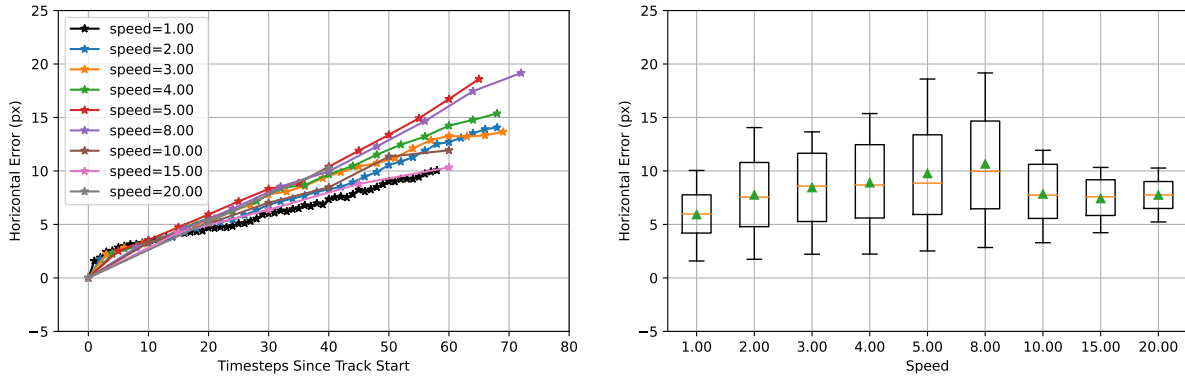 25
20
15
10
5
0
−5
Horizontal Error (px)
speed=1.00
speed=2.00
speed=3.00
speed=4.00
speed=5.00
speed=8.00
speed=10.00
speed=15.00
speed=20.00
0 10 20 30 40 50 60 70 80
Timesteps Since Track Start
25
20
15
10
5
0
−5
Horizontal Error (px)
1.00 2.00 3.00 4.00 5.00 8.00 10.00 15.00 20.00
Speed